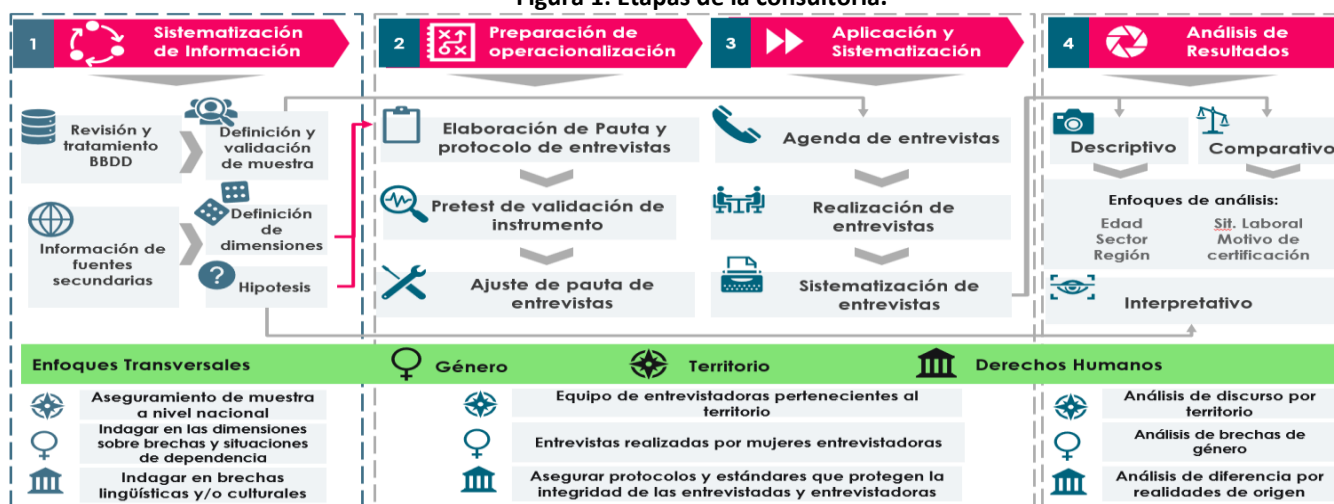 Figura 1. Etapas de la consultoría.
1
Sistematización
de Información
2
Preparación de
operacionalización
3
Aplicación y
Sistematización
4
Análisis de
Resultados
Revisión y
tratamiento
BBDD
Definición y
validación
de muestra
Información de
fuentes
secundarias
Definición
de
dimensiones
?
Hipotesis
Elaboración de Pauta y
protocolo de entrevistas
Pretest de validación de
instrumento
Ajuste de pauta de
entrevistas
Agenda de entrevistas
Realización de
entrevistas
Sistematización de
entrevistas
Descriptivo
Comparativo
Enfoques de análisis:
Edad
Sector
Región
Sit. Laboral
Motivo de
certificación
Interpretativo
Enfoques Transversales
Género
Territorio
Derechos Humanos
Aseguramiento de muestra
a nivel nacional
Indagar en las dimensiones
sobre brechas y situaciones
de dependencia
Indagar en brechas
lingüísticas y/o culturales
Equipo de entrevistadoras pertenecientes al
territorio
Entrevistas realizadas por mujeres entrevistadoras
Asegurar protocolos y estándares que protegen la
integridad de las entrevistadas y entrevistadoras
Análisis de discurso por
territorio
Análisis de brechas de
género
Análisis de diferencia por
realidades de origen